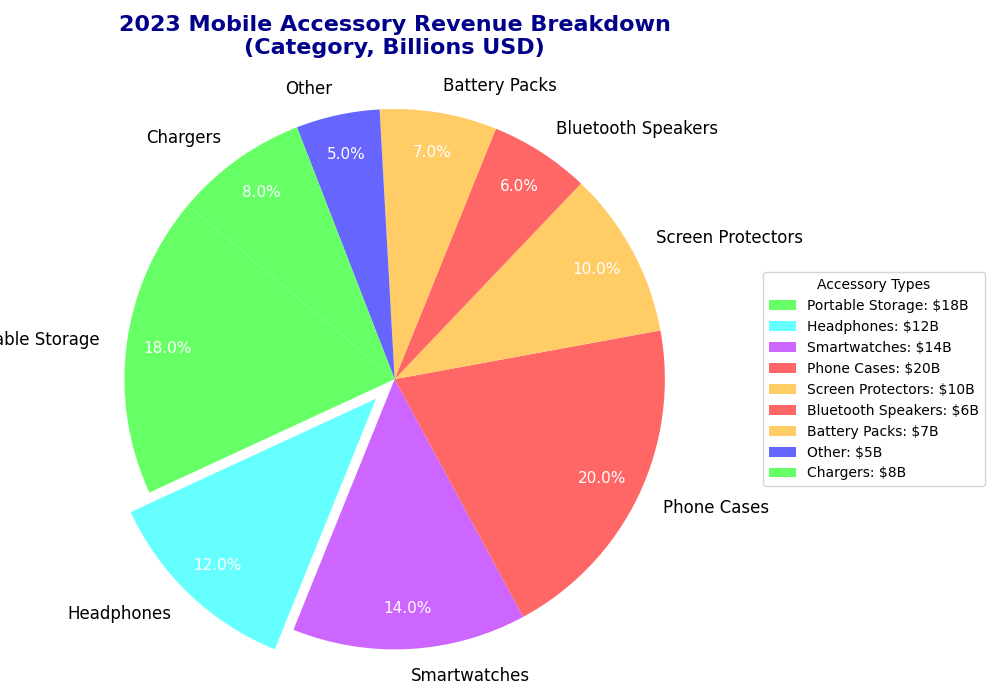 2023 Mobile Accessory Revenue Breakdown
(Category, Billions USD)
Other
Battery Packs
Chargers
Bluetooth Speakers
5.0%
7.0%
8.0%
6.0%
Screen Protectors
10.0%
able Storage
18.0%
Accessory Types
Portable Storage: $18B
Headphones: $12B
Smartwatches: $14B
Phone Cases: $20B
Screen Protectors: $10B
Bluetooth Speakers: $6B
Battery Packs: $7B
Other: $5B
Chargers: $8B
20.0%
Phone Cases
12.0%
Headphones
14.0%
Smartwatches